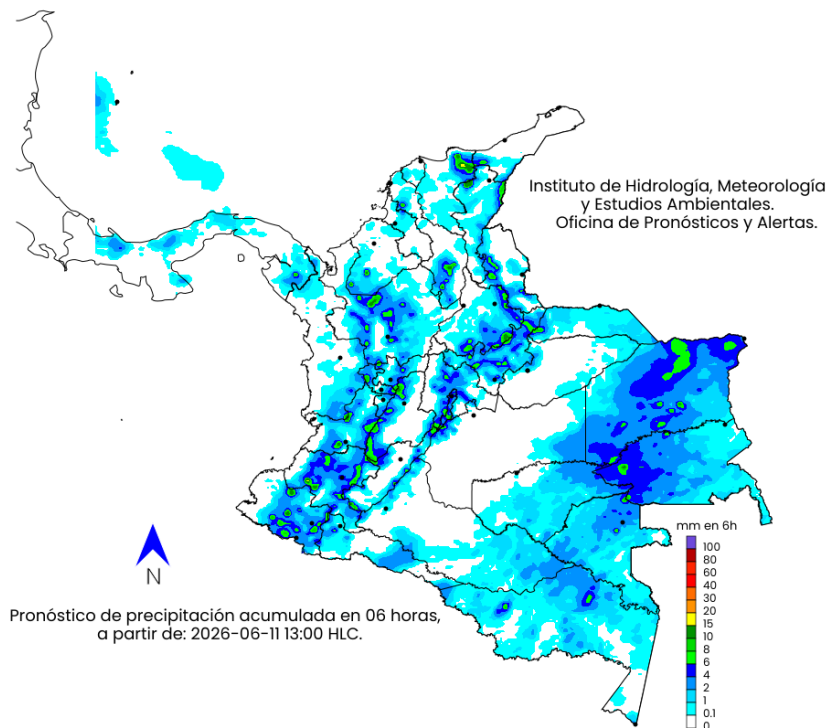 Instituto de Hidrología, Meteorología
y Estudios Ambientales.
Oficina de Pronósticos y Alertas.
mm en 6h
100
80
60
40
30
20
15
10
8
6
4
2
1
0.1
0
N
Pronóstico de precipitación acumulada en 06 horas,
a partir de: 2026-06-11 13:00 HLC.